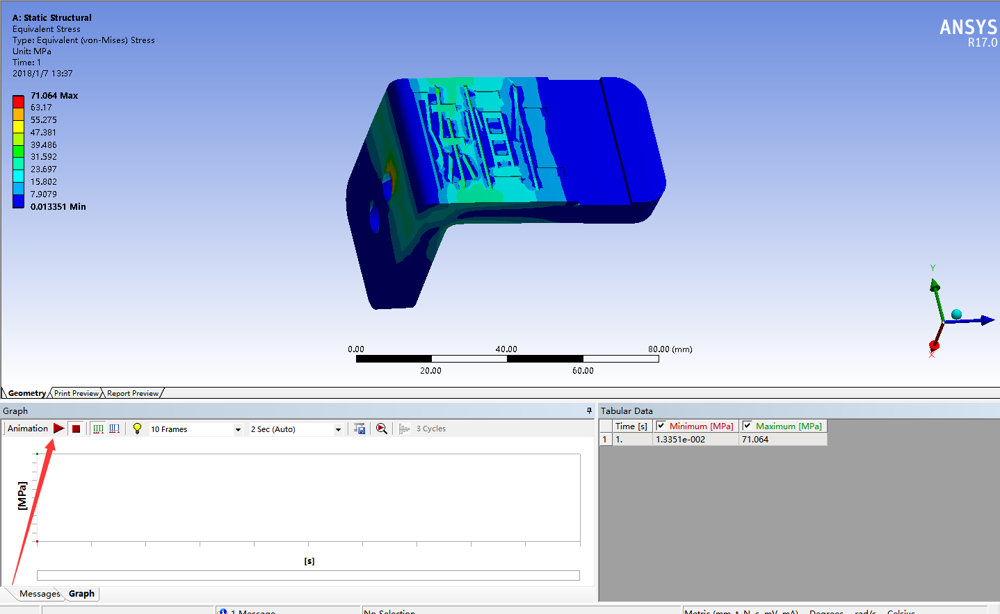 A: Static Structural
Equivalent Stress
Type: Equivalent (von-Mises) Stress
Unit: MPa
Time: 1
2018/1/7 13:37
71.064 Max
63.17
55.275
47.381
39.486
31.592
23.697
15.802
7.9079
0.013351 Min
ANSYS
R17.0
Y
X
0.00 40.00 80.00 (mm)
20.00 60.00
Geometry Print Preview Report Preview
Graph
Animation 10 Frames 2 Sec (Auto) 3 Cycles
[MPa]
[s]
Messages Graph
Tabular Data
Time [s] Minimum [MPa] Maximum [MPa]
1 1. 1.3351e-002 71.064
1 Message No Selection Metric (mm, t, N, s, mV, mA) Degrees rad/s Celsius